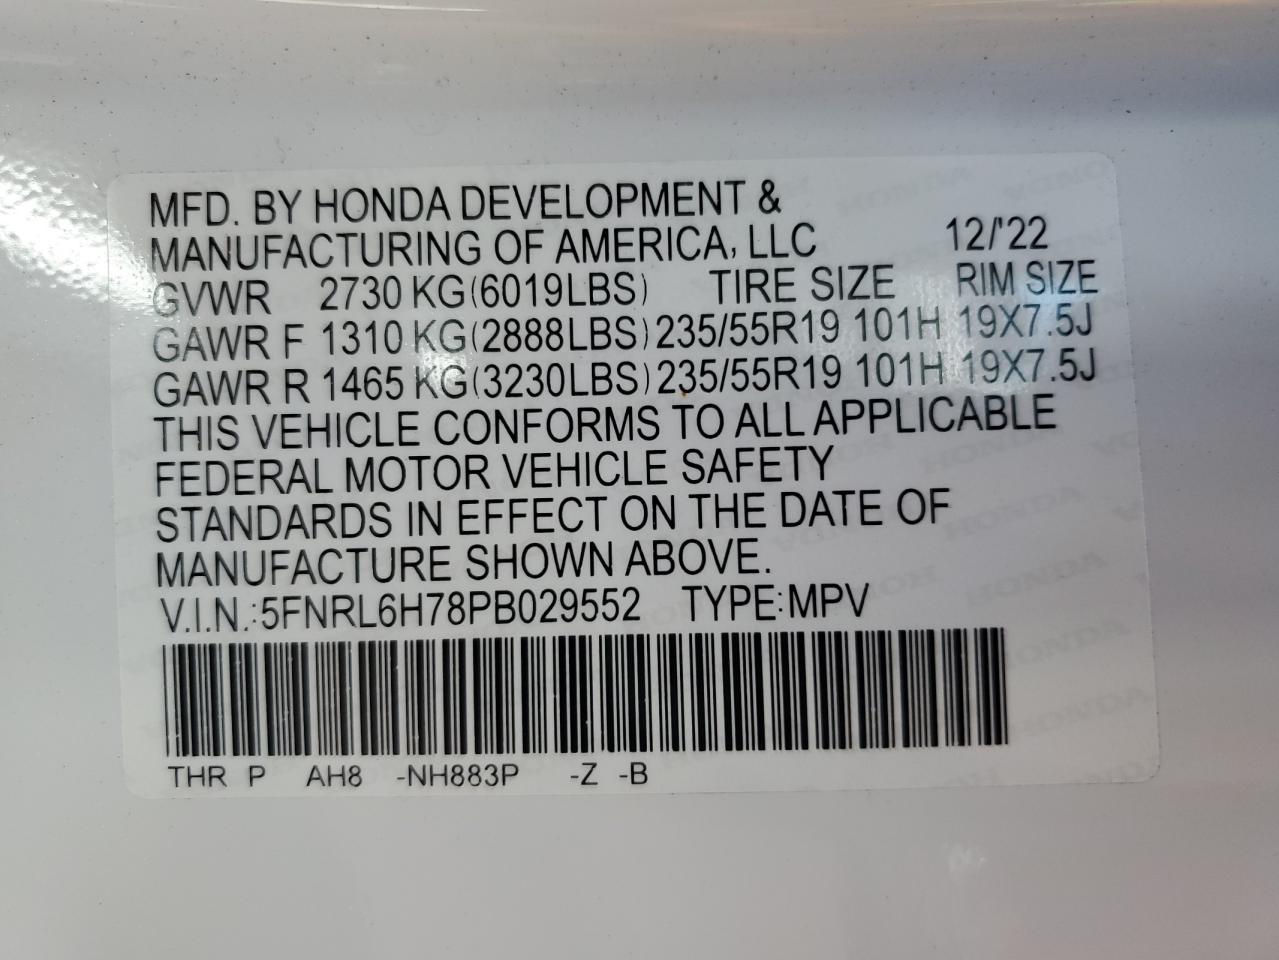 MFD. BY HONDA DEVELOPMENT &
MANUFACTURING OF AMERICA, LLC 12/'22
GVWR 2730 KG(6019LBS) TIRE SIZE RIM SIZE
GAWR F 1310 KG(2888LBS) 235/55R19 101H 19X7.5J
GAWR R 1465 KG(3230LBS) 235/55R19 101H 19X7.5J
THIS VEHICLE CONFORMS TO ALL APPLICABLE
FEDERAL MOTOR VEHICLE SAFETY
STANDARDS IN EFFECT ON THE DATE OF
MANUFACTURE SHOWN ABOVE.
V.I.N.:5FNRL6H78PB029552 TYPE:MPV
THR P AH8 -NH883P -Z -B